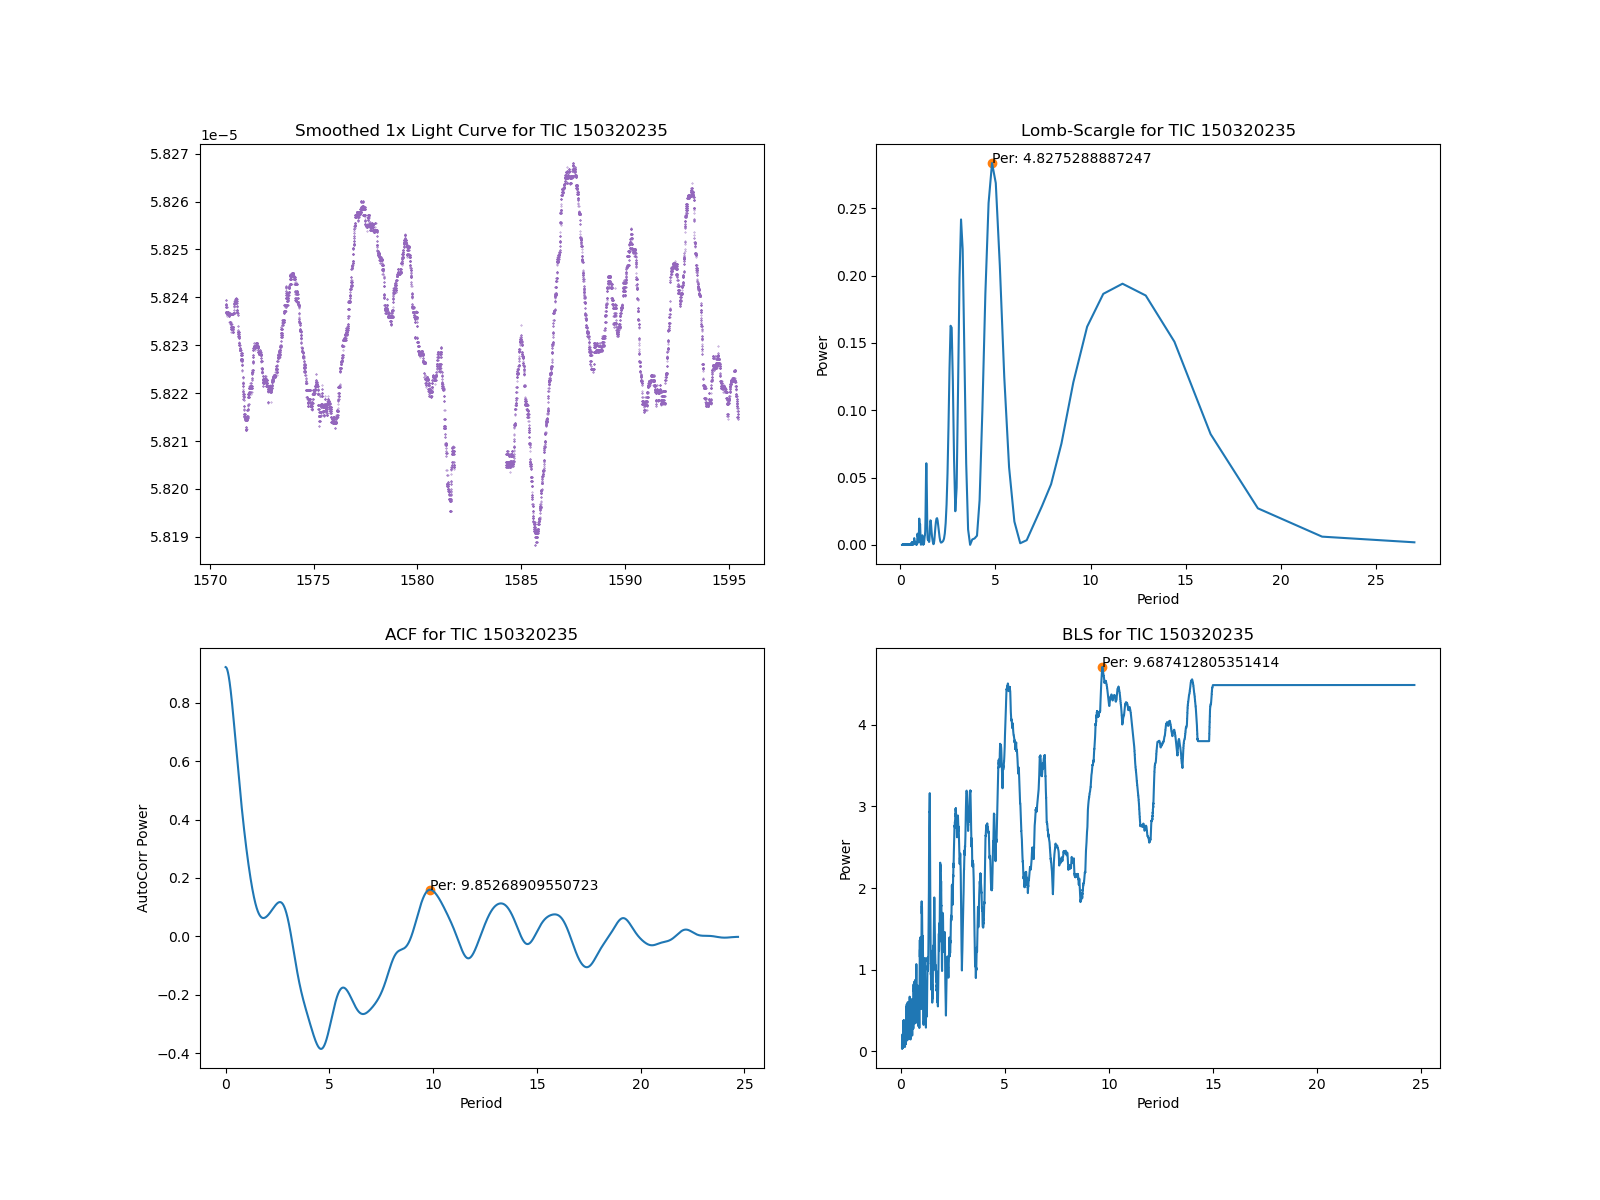 Smoothed 1x Light Curve for TIC 150320235
1e−5
5.827
5.826
5.825
5.824
5.823
5.822
5.821
5.820
5.819
1570 1575 1580 1585 1590 1595
Lomb-Scargle for TIC 150320235
Per: 4.8275288887247
Power
0.25
0.20
0.15
0.10
0.05
0.00
0 5 10 15 20 25
Period
ACF for TIC 150320235
Per: 9.85268909550723
AutoCorr Power
0.8
0.6
0.4
0.2
0.0
−0.2
−0.4
0 5 10 15 20 25
Period
BLS for TIC 150320235
Per: 9.687412805351414
Power
4
3
2
1
0
0 5 10 15 20 25
Period